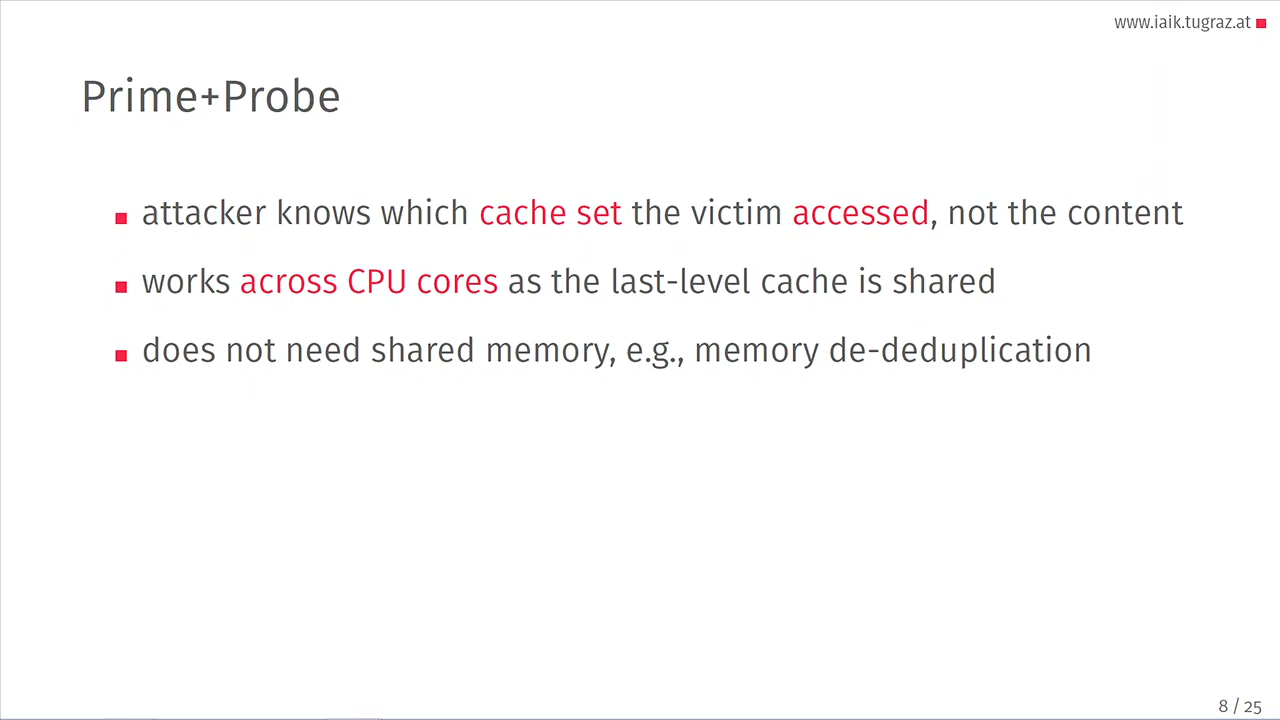 www.iaik.tugraz.at
Prime+Probe
attacker knows which cache set the victim accessed, not the content
works across CPU cores as the last-level cache is shared
does not need shared memory, e.g., memory de-deduplication
8 / 25